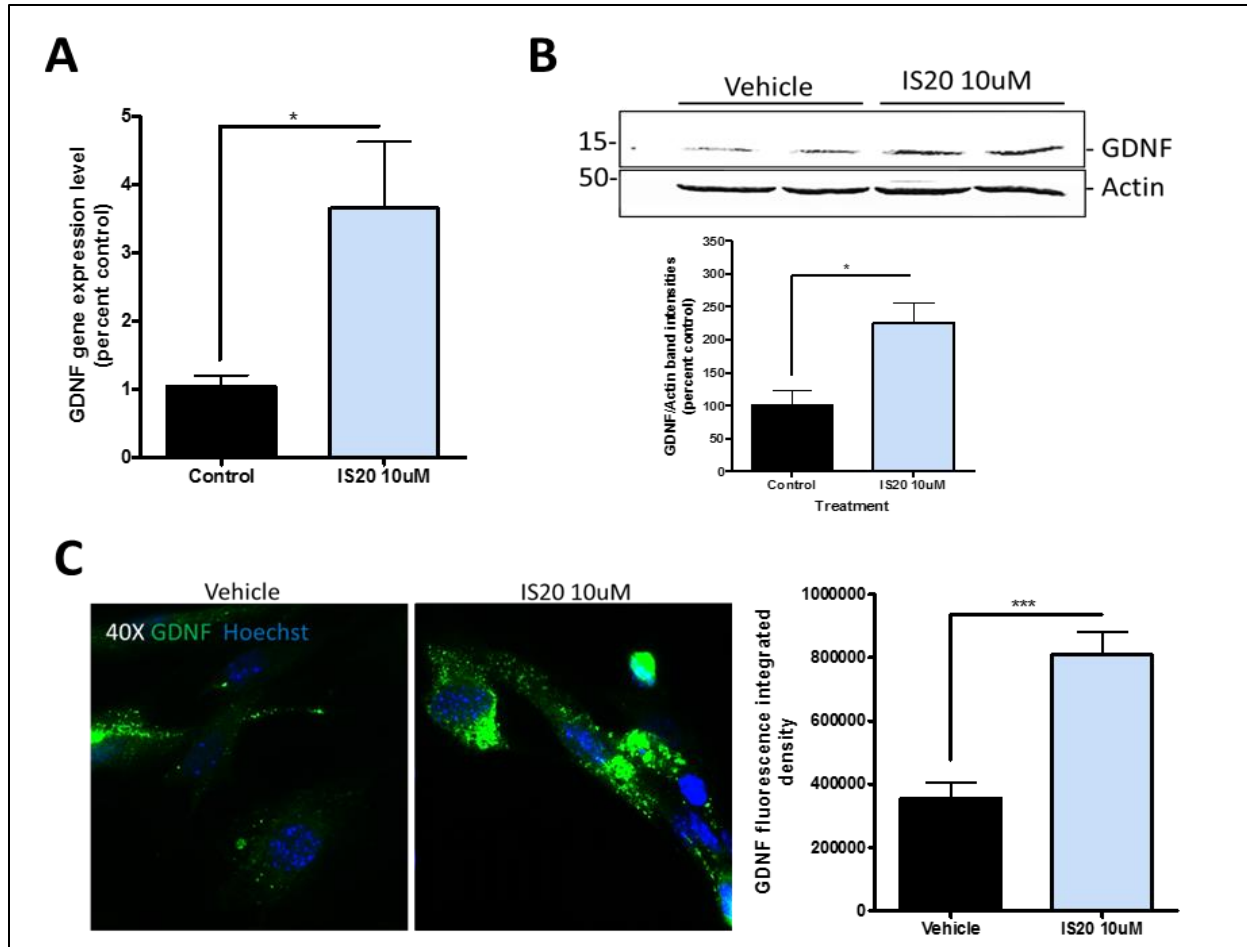 A
GDNF gene expression level
(percent control)
5
4
3
2
1
0
*
Control
IS20 10uM
B
Vehicle
IS20 10uM
15-
- GDNF
50-
- Actin
GDNF/Actin band intensities
(percent control)
350
300
250
200
150
100
50
0
*
Control
IS20 10uM
Treatment
C
Vehicle
IS20 10uM
40X GDNF Hoechst
GDNF fluorescence integrated
density
1000000
800000
600000
400000
200000
0
***
Vehicle
IS20 10uM